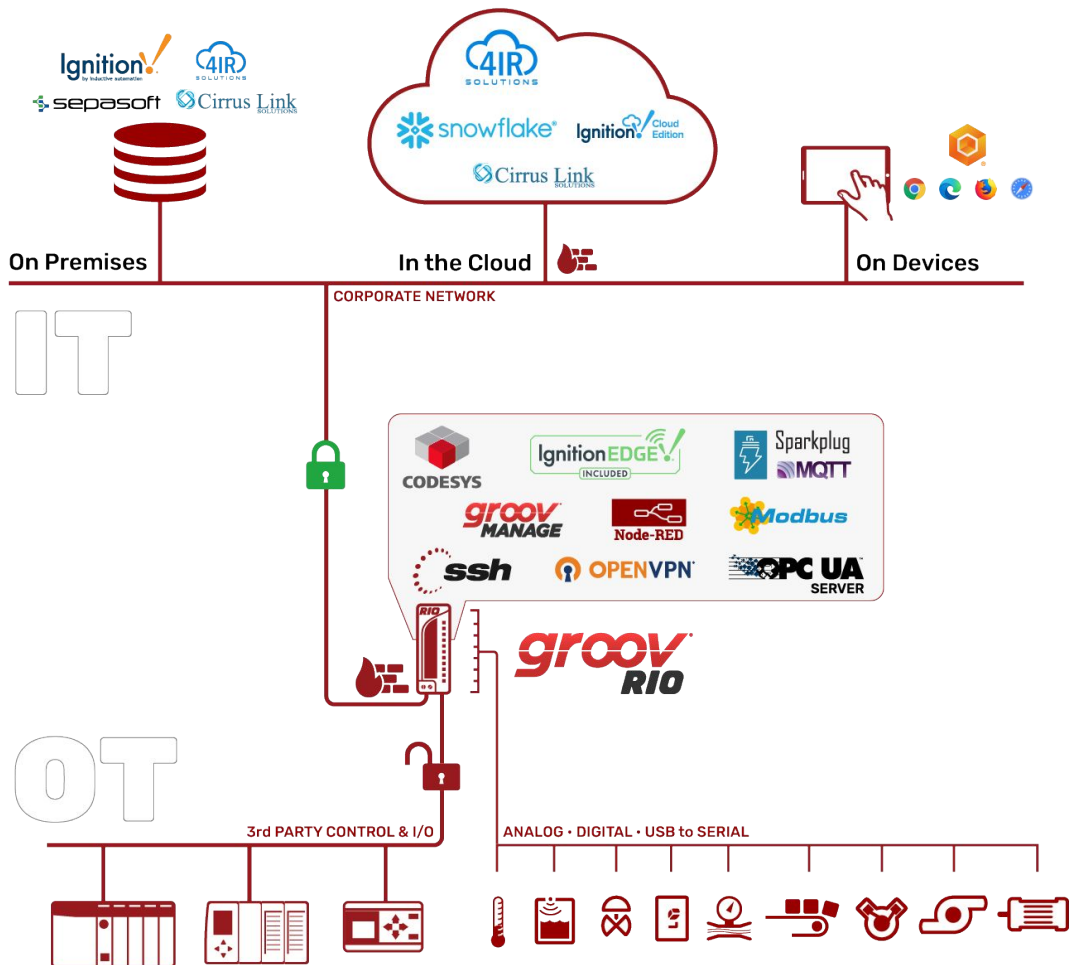 Ignition!
by inductive automation
4IR
SOLUTIONS
sepasoft
Cirrus Link
SOLUTIONS
4IR
SOLUTIONS
snowflake®
Ignition! Cloud Edition
Cirrus Link
SOLUTIONS
On Premises
In the Cloud
On Devices
CORPORATE NETWORK
IT
CODESYS
Ignition EDGE!
INCLUDED
Sparkplug
MQTT
groov
MANAGE
Node-RED
Modbus
ssh
OPENVPN
OPC UA
SERVER
RIO
groov
RIO
OT
3rd PARTY CONTROL & I/O
ANALOG • DIGITAL • USB to SERIAL